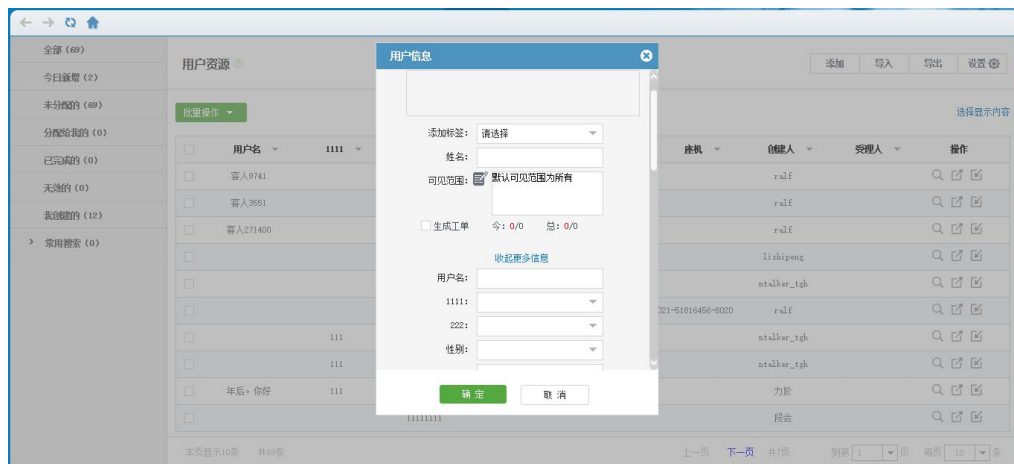 全部 (69)
今日新增 (2)
未分配的 (69)
分配给我的 (0)
已完成的 (0)
无效的 (0)
我创建的 (12)
常用搜索 (0)
用户资源
添加 导入 导出 设置
批量操作
选择显示内容
用户名 1111 座机 创建人 受理人 操作
客人9741 ralf
客人3551 ralf
客人271400 ralf
lizhipeng
ntalker_tgh
021-51816456-8020 ralf
111 ntalker_tgh
111 ntalker_tgh
年后。你好 111 力於
11111111 段会
本页显示10条 共69条
上一页 下一页 共7页 到第 1 页 每页 10 条
用户信息
添加标签: 请选择
姓名:
可见范围: 默认可见范围为所有
生成工单 今: 0/0 总: 0/0
收起更多信息
用户名:
1111:
222:
性别:
确 定 取 消